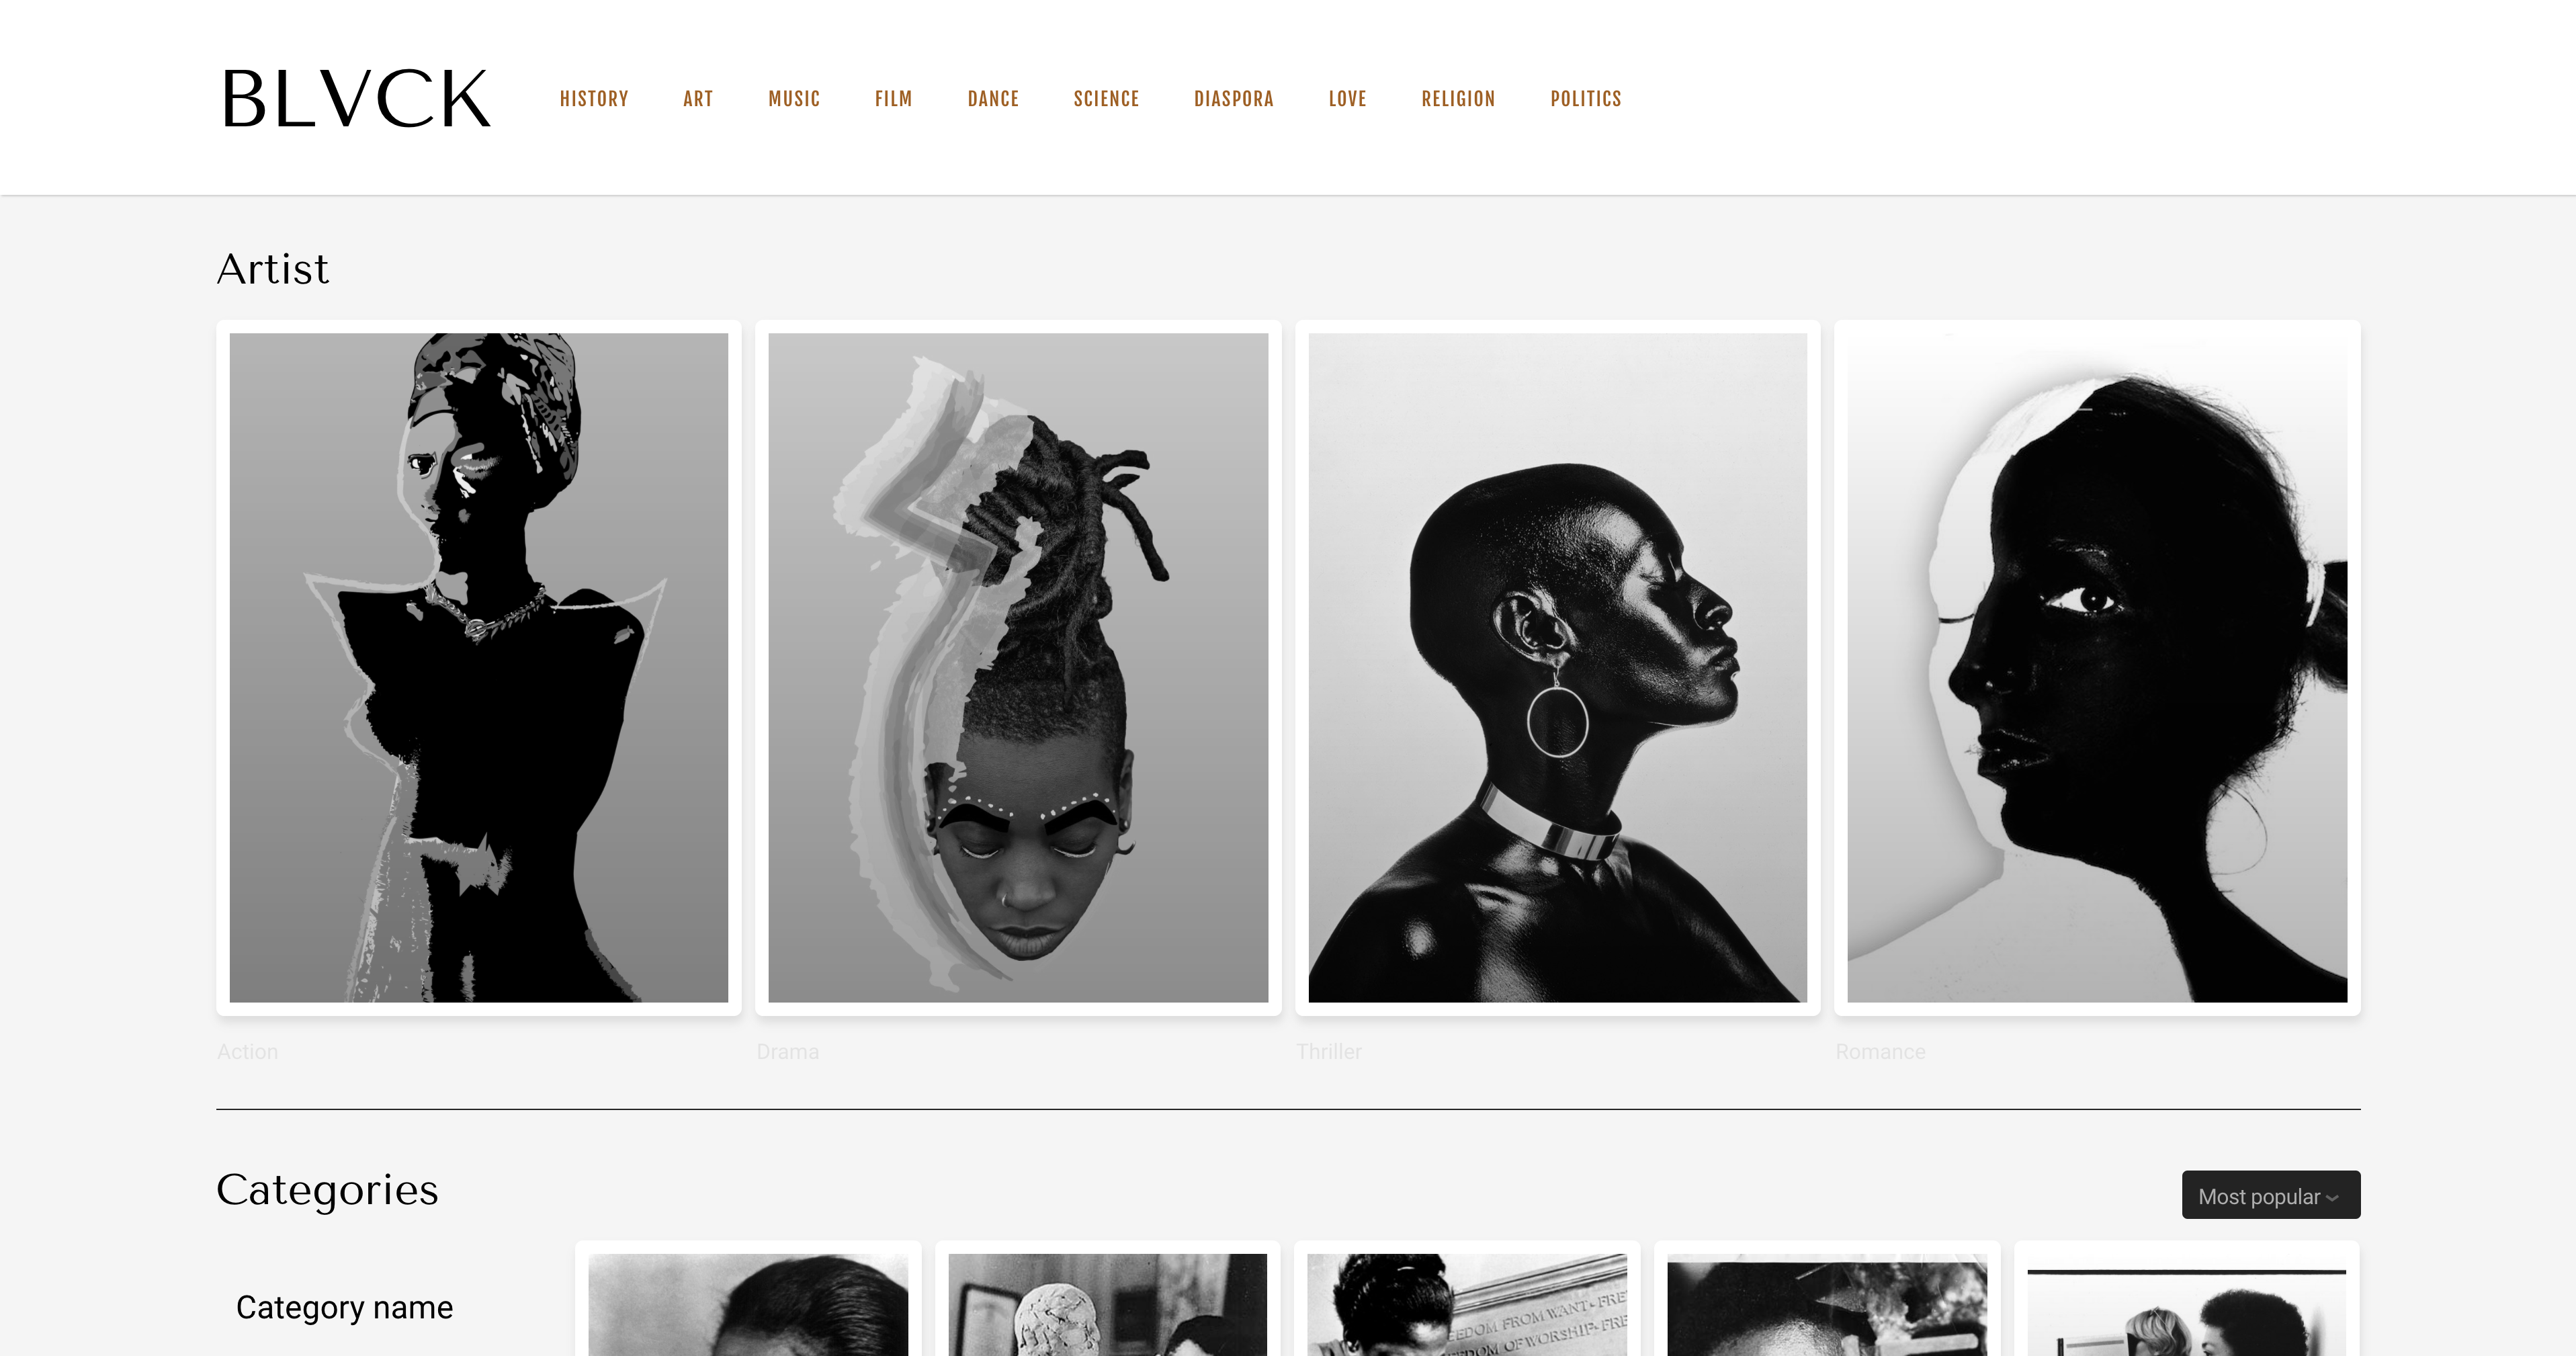 BLVCK
HISTORY ART MUSIC FILM DANCE SCIENCE DIASPORA LOVE RELIGION POLITICS
Artist
Action Drama Thriller Romance
Categories
Most popular
Category name
EEDOM FROM WANT · FRE
EEDOM OF WORSHIP · FRE